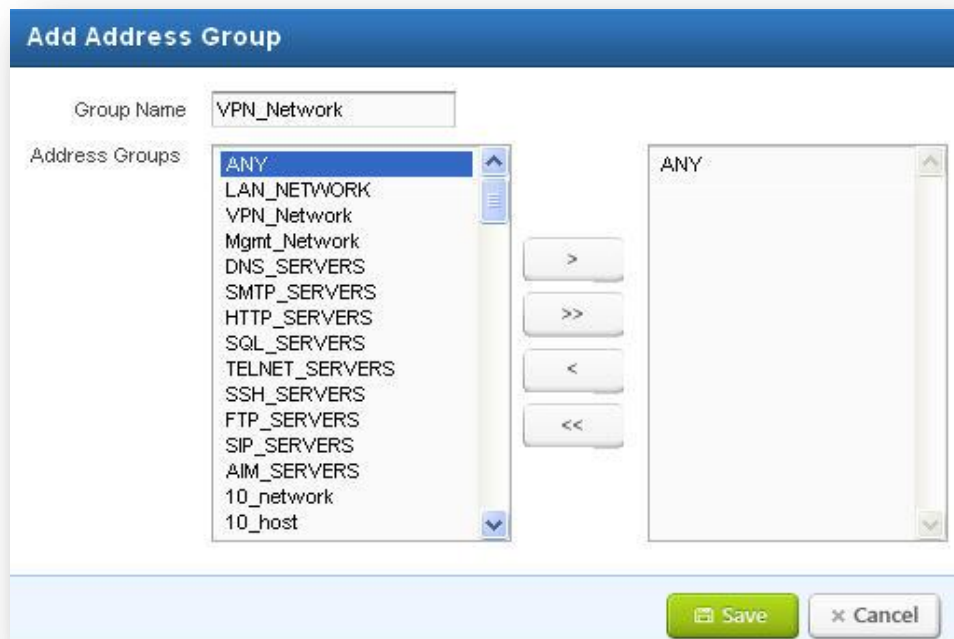 Add Address Group
Group Name VPN_Network
Address Groups
ANY
LAN_NETWORK
VPN_Network
Mgmt_Network
DNS_SERVERS
SMTP_SERVERS
HTTP_SERVERS
SQL_SERVERS
TELNET_SERVERS
SSH_SERVERS
FTP_SERVERS
SIP_SERVERS
AIM_SERVERS
10_network
10_host
>
>>
<
<<
ANY
Save
× Cancel